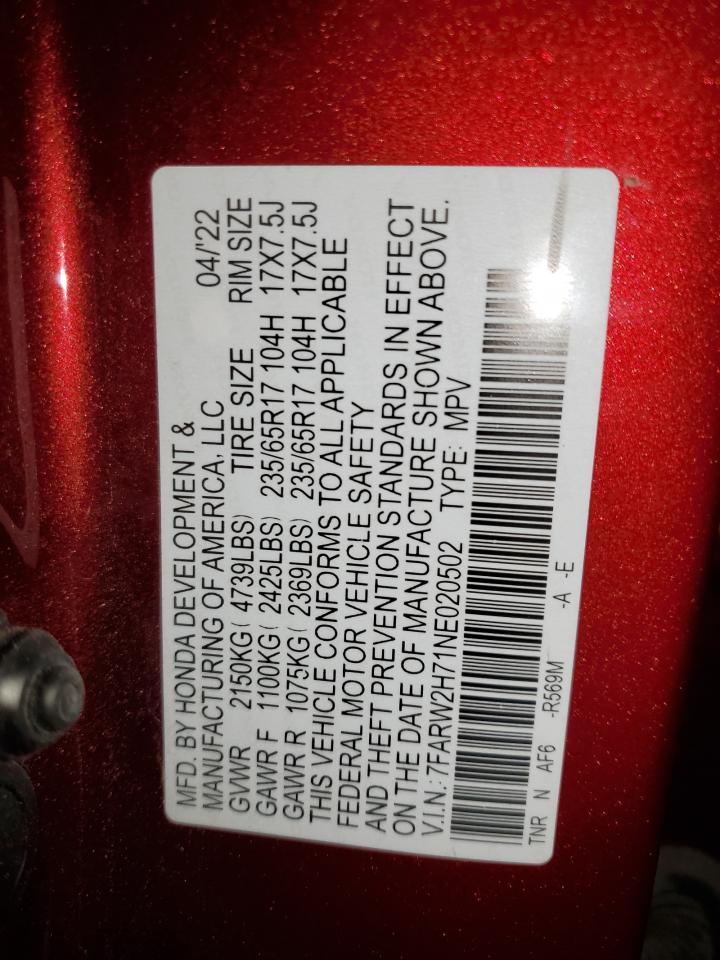 MFD. BY HONDA DEVELOPMENT &
MANUFACTURING OF AMERICA, LLC 04/'22
GVWR 2150KG( 4739LBS) TIRE SIZE RIM SIZE
GAWR F 1100KG( 2425LBS) 235/65R17 104H 17X7.5J
GAWR R 1075KG( 2369LBS) 235/65R17 104H 17X7.5J
THIS VEHICLE CONFORMS TO ALL APPLICABLE
FEDERAL MOTOR VEHICLE SAFETY
AND THEFT PREVENTION STANDARDS IN EFFECT
ON THE DATE OF MANUFACTURE SHOWN ABOVE.
V.I.N.: 7FARW2H71NE020502 TYPE: MPV
TNR N AF6 -R569M -A -E